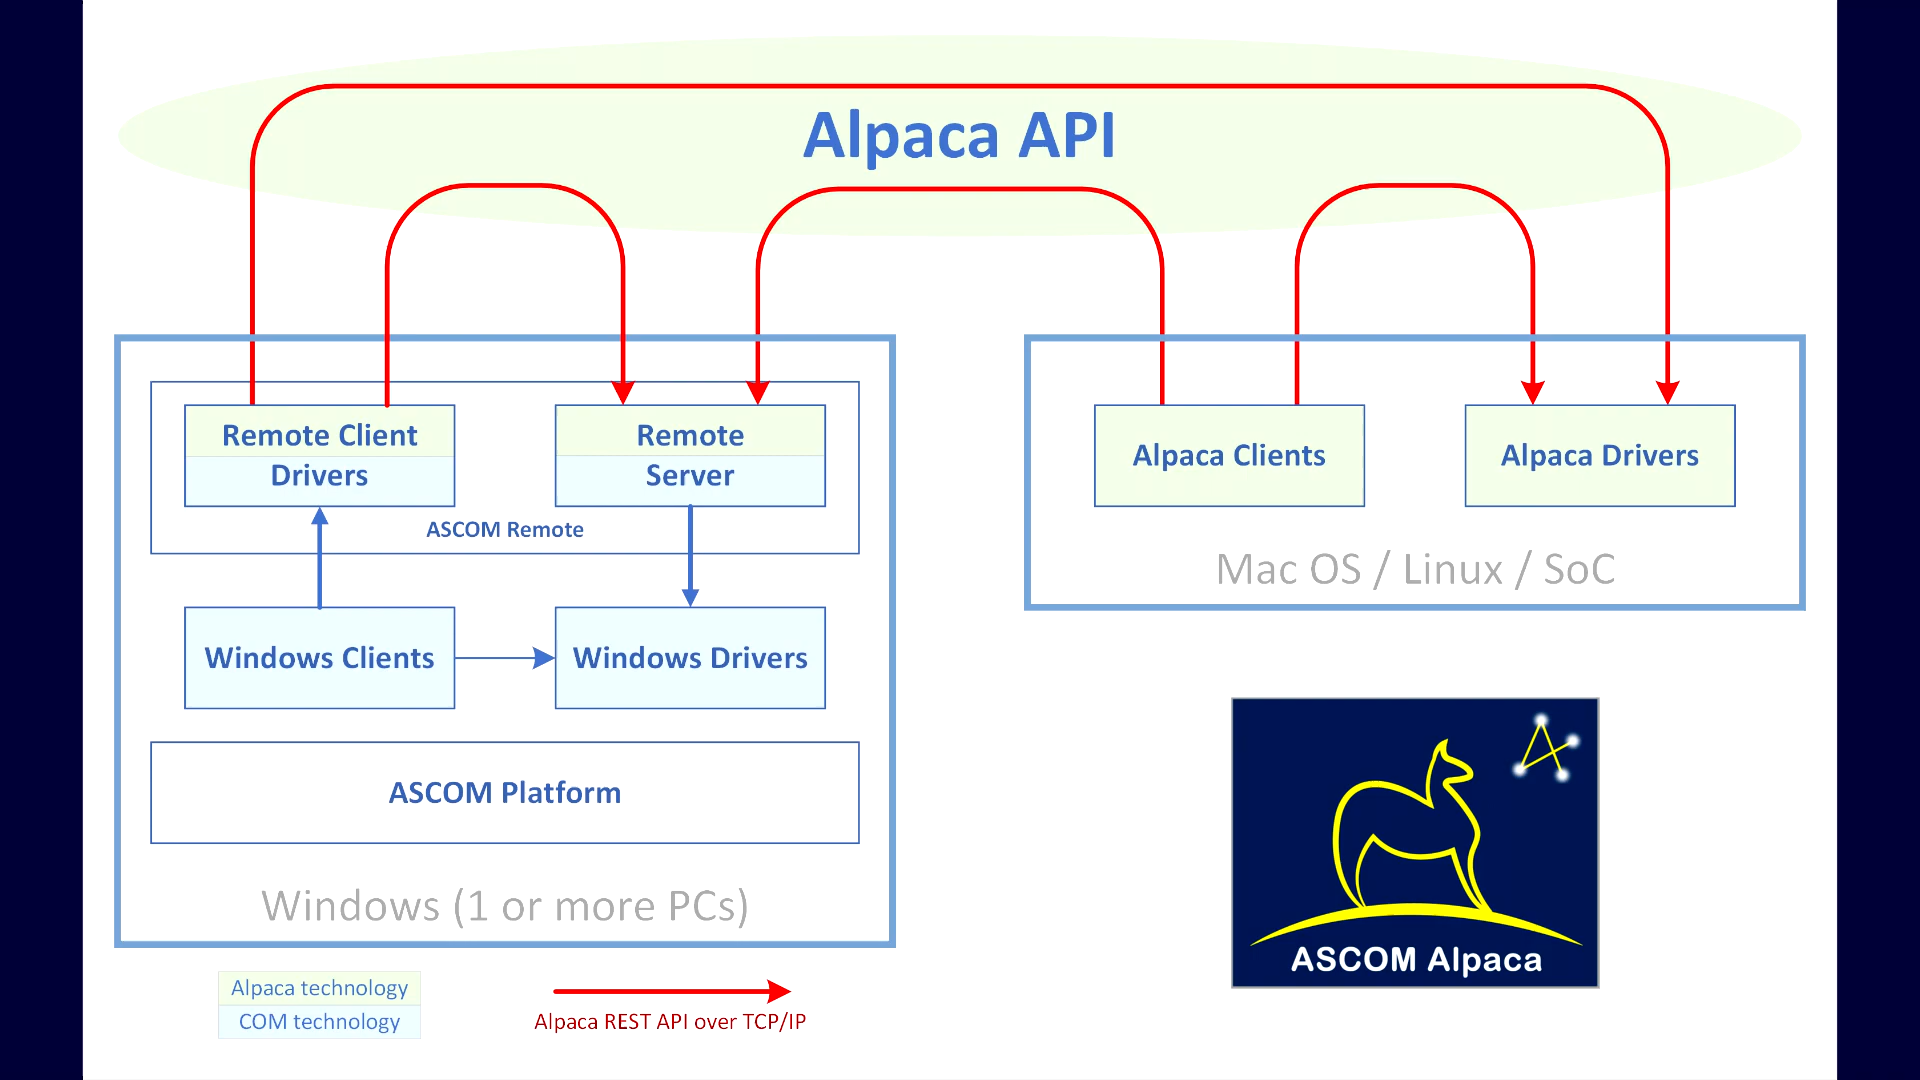 Alpaca API
Remote Client
Drivers
Remote
Server
ASCOM Remote
Windows Clients
Windows Drivers
ASCOM Platform
Windows (1 or more PCs)
Alpaca Clients
Alpaca Drivers
Mac OS / Linux / SoC
ASCOM Alpaca
Alpaca technology
COM technology
Alpaca REST API over TCP/IP